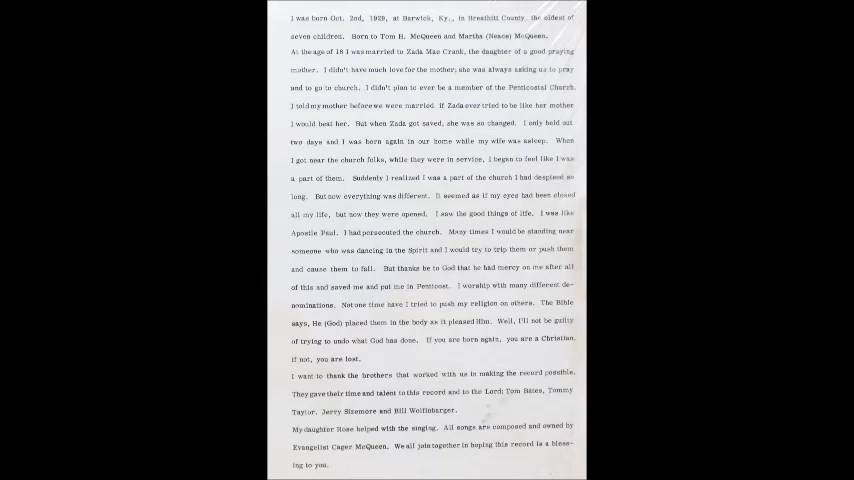 I was born Oct. 2nd, 1929, at Barwick, Ky., in Breathitt County, the oldest of
seven children. Born to Tom H. McQueen and Martha (Neace) McQueen.
At the age of 18 I was married to Zada Mae Crank, the daughter of a good praying
mother. I didn't have much love for the mother; she was always asking us to pray
and to go to church. I didn't plan to ever be a member of the Penticostal Church.
I told my mother before we were married, if Zada ever tried to be like her mother
I would beat her. But when Zada got saved, she was so changed. I only held out
two days and I was born again in our home while my wife was asleep. When
I got near the church folks, while they were in service, I began to feel like I was
a part of them. Suddenly I realized I was a part of the church I had despised so
long. But now everything was different. It seemed as if my eyes had been closed
all my life, but now they were opened. I saw the good things of life. I was like
Apostle Paul. I had persecuted the church. Many times I would be standing near
someone who was dancing in the Spirit and I would try to trip them or push them
and cause them to fall. But thanks be to God that he had mercy on me after all
of this and saved me and put me in Penticost. I worship with many different de-
nominations. Not one time have I tried to push my religion on others. The Bible
says, He (God) placed them in the body as it pleased Him. Well, I'll not be guilty
of trying to undo what God has done. If you are born again, you are a Christian,
if not, you are lost.
I want to thank the brothers that worked with us in making the record possible.
They gave their time and talent to this record and to the Lord: Tom Bates, Tommy
Taylor, Jerry Sizemore and Bill Wolfinbarger.
My daughter Rose helped with the singing. All songs are composed and owned by
Evangelist Cager McQueen. We all join together in hoping this record is a bless-
ing to you.